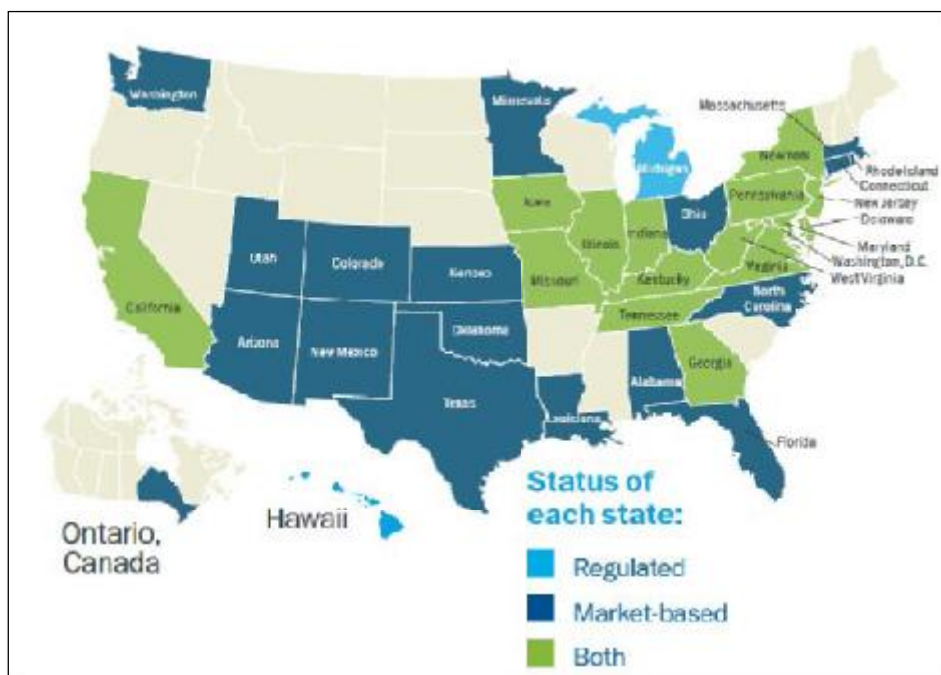 Washington
Minnesota
Massachusetts
New York
Michigan
Rhode Island
Connecticut
Iowa
Pennsylvania
New Jersey
Ohio
Delaware
Utah
Colorado
Illinois
Indiana
Maryland
Washington, D.C.
Kansas
Missouri
Kentucky
Virginia
West Virginia
California
North
Carolina
Tennessee
Oklahoma
Arizona
New Mexico
Georgia
Alabama
Texas
Louisiana
Florida
Status of
each state:
Hawaii
Ontario,
Canada
Regulated
Market-based
Both